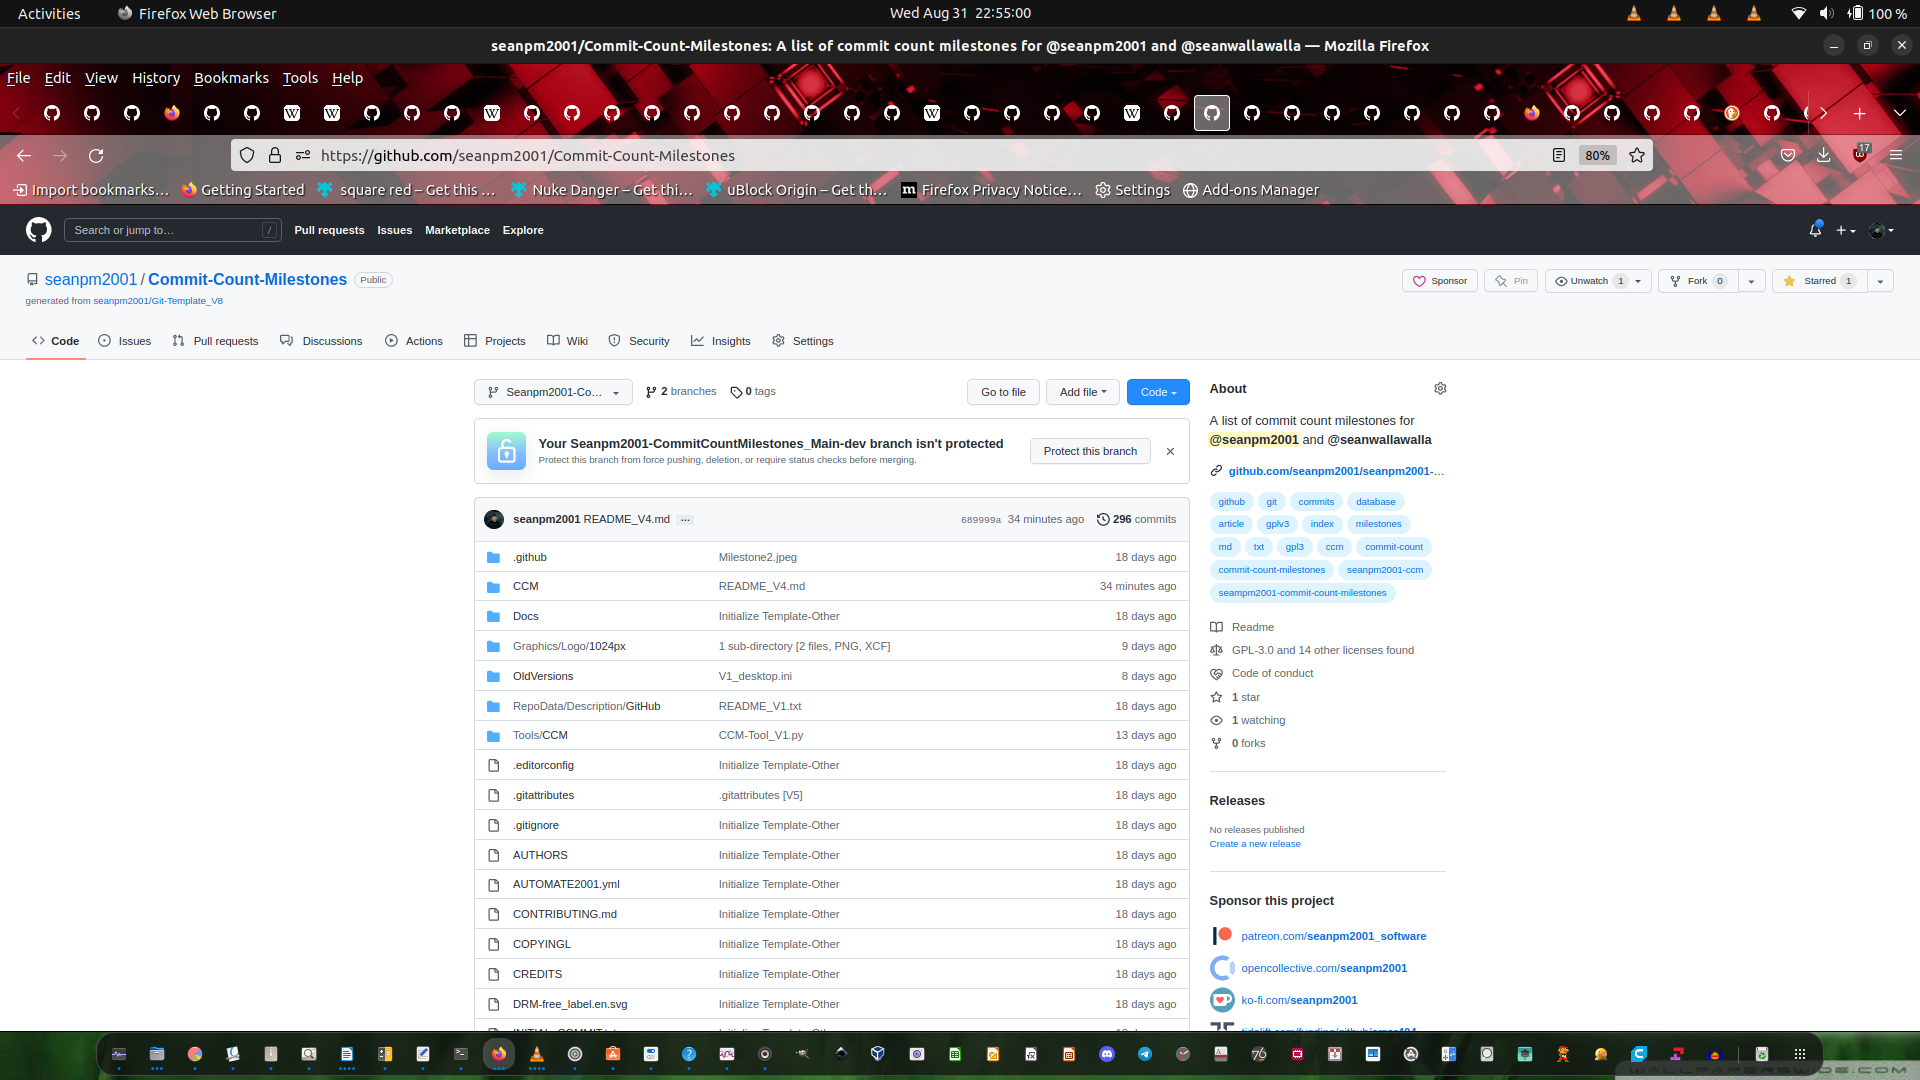 Activities
Firefox Web Browser
Wed Aug 31 22:55:00
100 %
seanpm2001/Commit-Count-Milestones: A list of commit count milestones for @seanpm2001 and @seanwallawalla — Mozilla Firefox
File Edit View History Bookmarks Tools Help
https://github.com/seanpm2001/Commit-Count-Milestones
80%
17
Import bookmarks…
Getting Started
square red – Get this …
Nuke Danger – Get thi…
uBlock Origin – Get th…
Firefox Privacy Notice…
Settings
Add-ons Manager
Search or jump to…
/
Pull requests Issues Marketplace Explore
seanpm2001 / Commit-Count-Milestones
Public
generated from seanpm2001/Git-Template_V8
Sponsor
Pin
Unwatch 1
Fork 0
Starred 1
Code
Issues
Pull requests
Discussions
Actions
Projects
Wiki
Security
Insights
Settings
Seanpm2001-Co…
2 branches
0 tags
Go to file
Add file
Code
Your Seanpm2001-CommitCountMilestones_Main-dev branch isn't protected
Protect this branch from force pushing, deletion, or require status checks before merging.
Protect this branch
seanpm2001 README_V4.md …
689999a 34 minutes ago
296 commits
.github Milestone2.jpeg 18 days ago
CCM README_V4.md 34 minutes ago
Docs Initialize Template-Other 18 days ago
Graphics/Logo/1024px 1 sub-directory [2 files, PNG, XCF] 9 days ago
OldVersions V1_desktop.ini 8 days ago
RepoData/Description/GitHub README_V1.txt 18 days ago
Tools/CCM CCM-Tool_V1.py 13 days ago
.editorconfig Initialize Template-Other 18 days ago
.gitattributes .gitattributes [V5] 18 days ago
.gitignore Initialize Template-Other 18 days ago
AUTHORS Initialize Template-Other 18 days ago
AUTOMATE2001.yml Initialize Template-Other 18 days ago
CONTRIBUTING.md Initialize Template-Other 18 days ago
COPYINGL Initialize Template-Other 18 days ago
CREDITS Initialize Template-Other 18 days ago
DRM-free_label.en.svg Initialize Template-Other 18 days ago
About
A list of commit count milestones for
@seanpm2001 and @seanwallawalla
github.com/seanpm2001/seanpm2001-…
github git commits database
article gplv3 index milestones
md txt gpl3 ccm commit-count
commit-count-milestones seanpm2001-ccm
seampm2001-commit-count-milestones
Readme
GPL-3.0 and 14 other licenses found
Code of conduct
1 star
1 watching
0 forks
Releases
No releases published
Create a new release
Sponsor this project
patreon.com/seanpm2001_software
opencollective.com/seanpm2001
ko-fi.com/seanpm2001